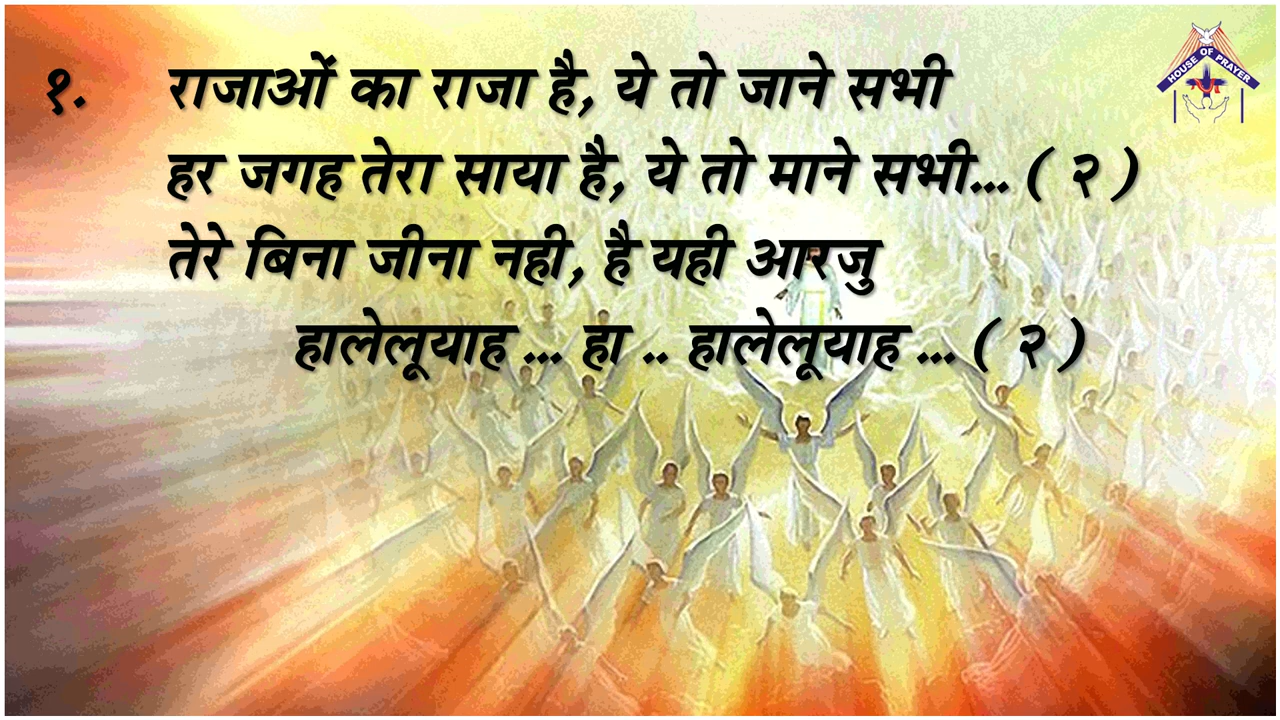 HOUSE OF PRAYER
१. राजाओं का राजा है, ये तो जाने सभी
हर जगह तेरा साया है, ये तो माने सभी... ( २ )
तेरे बिना जीना नही, है यही आरजु
हालेलूयाह ... हा .. हालेलूयाह ... ( २ )